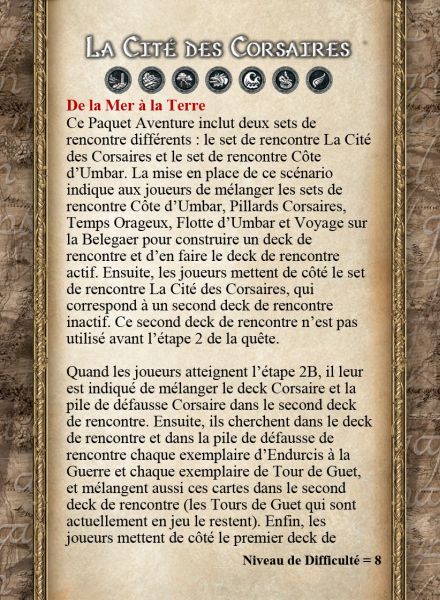 La Cité des Corsaires
De la Mer à la Terre
Ce Paquet Aventure inclut deux sets de
rencontre différents : le set de rencontre La Cité
des Corsaires et le set de rencontre Côte
d’Umbar. La mise en place de ce scénario
indique aux joueurs de mélanger les sets de
rencontre Côte d’Umbar, Pillards Corsaires,
Temps Orageux, Flotte d’Umbar et Voyage sur
la Belegaer pour construire un deck de
rencontre et d’en faire le deck de rencontre
actif. Ensuite, les joueurs mettent de côté le set
de rencontre La Cité des Corsaires, qui
correspond à un second deck de rencontre
inactif. Ce second deck de rencontre n’est pas
utilisé avant l’étape 2 de la quête.
Quand les joueurs atteignent l’étape 2B, il leur
est indiqué de mélanger le deck Corsaire et la
pile de défausse Corsaire dans le second deck
de rencontre. Ensuite, ils cherchent dans le deck
de rencontre et dans la pile de défausse de
rencontre chaque exemplaire d’Endurcis à la
Guerre et chaque exemplaire de Tour de Guet,
et mélangent aussi ces cartes dans le second
deck de rencontre (les Tours de Guet qui sont
actuellement en jeu le restent). Enfin, les
joueurs mettent de côté le premier deck de
Niveau de Difficulté = 8